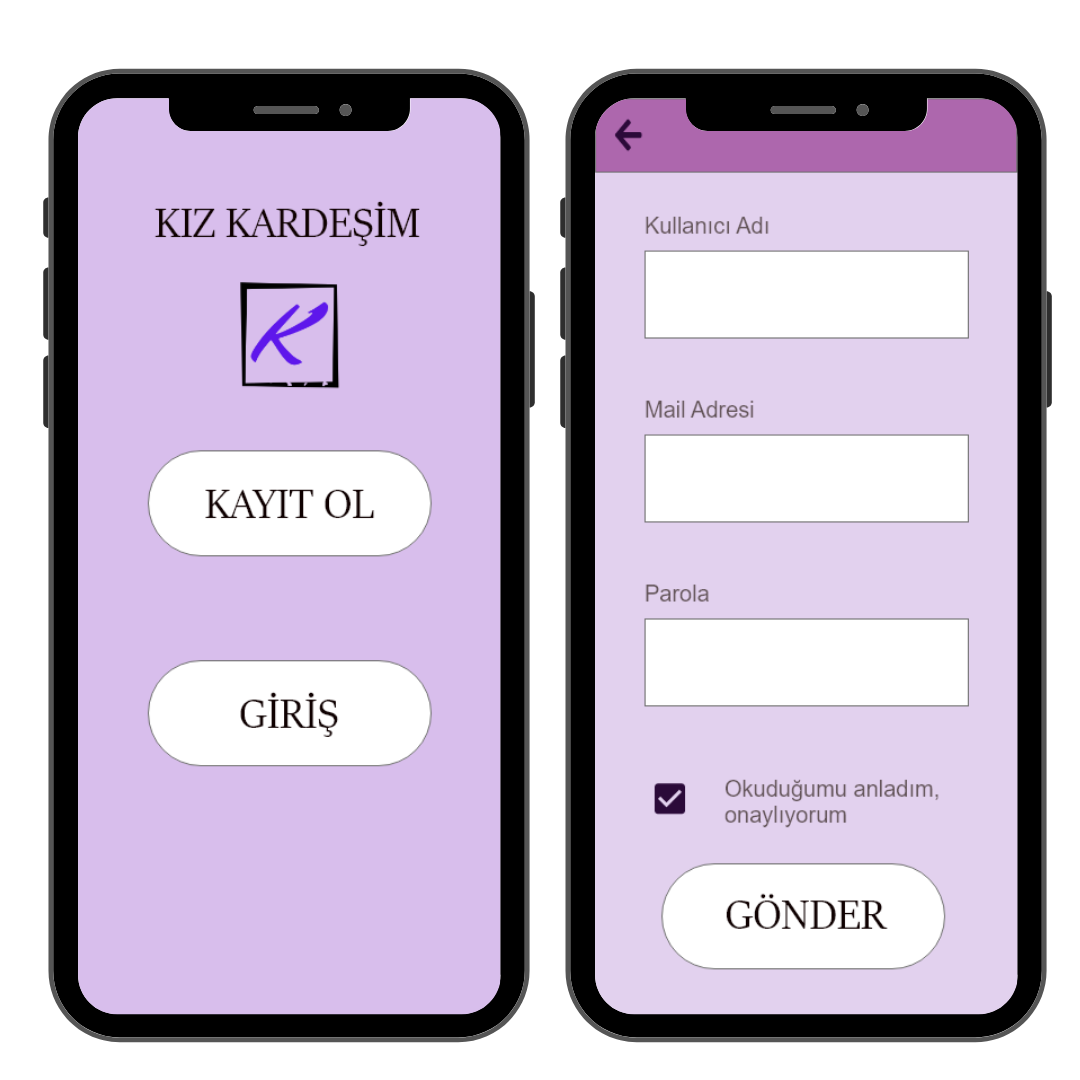 KIZ KARDEŞİM
K
KAYIT OL
GİRİŞ
Kullanıcı Adı
Mail Adresi
Parola
Okuduğumu anladım,
onaylıyorum
GÖNDER